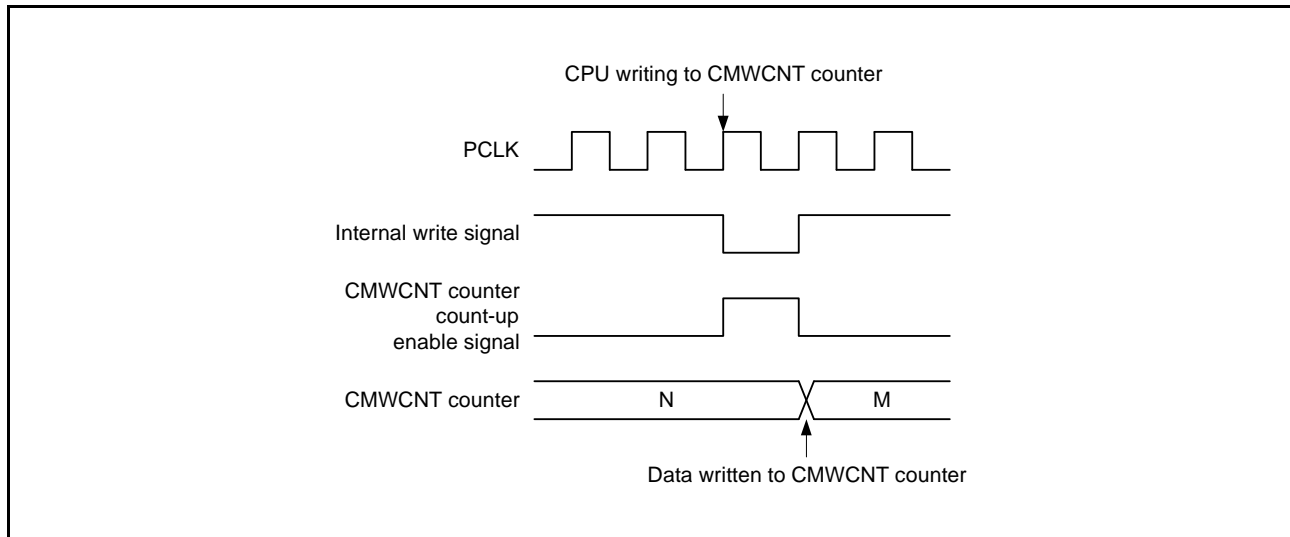 CPU writing to CMWCNT counter
PCLK
Internal write signal
CMWCNT counter
count-up
enable signal
CMWCNT counter
N
M
Data written to CMWCNT counter